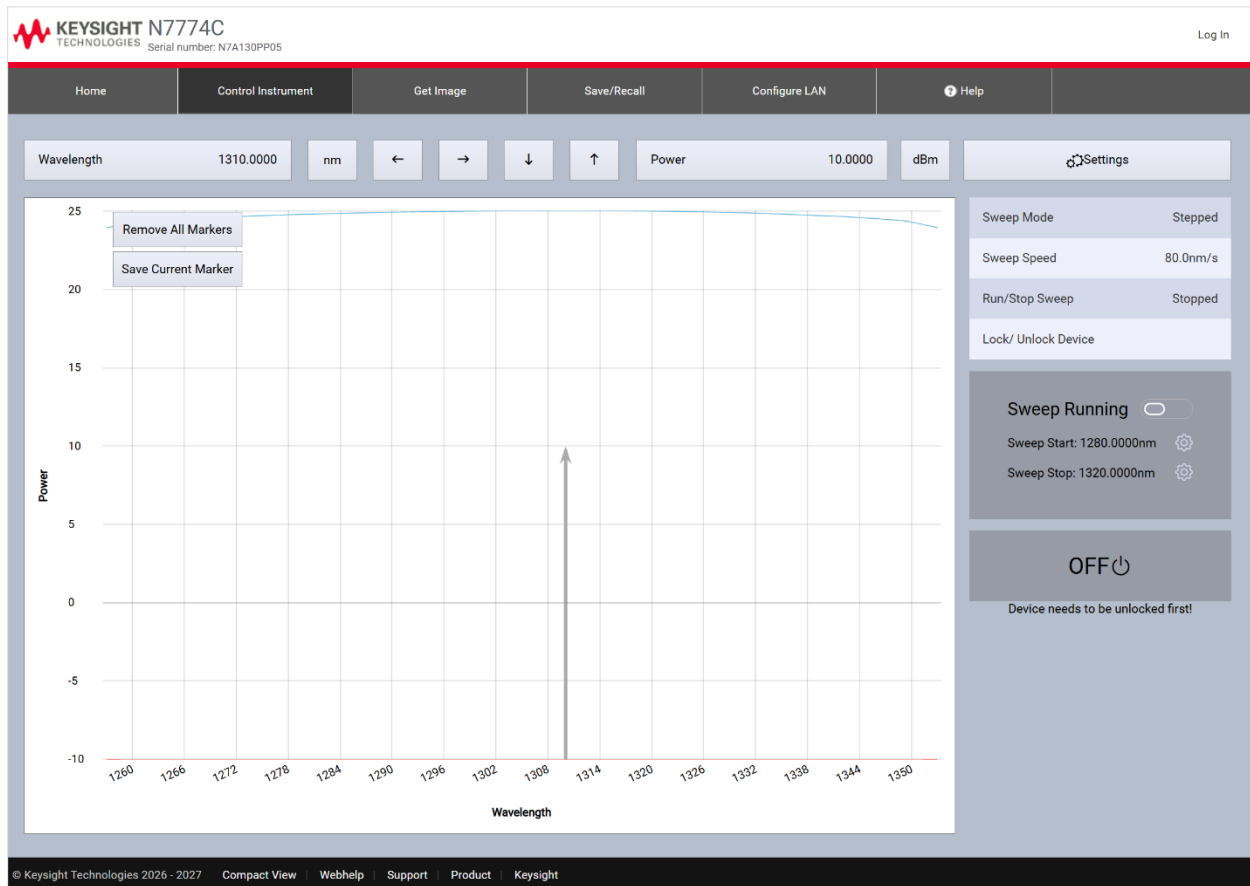 KEYSIGHT N7774C
TECHNOLOGIES Serial number: N7A130PP05
Log In
Home Control Instrument Get Image Save/Recall Configure LAN ? Help
Wavelength 1310.0000 nm ← → ↓ ↑ Power 10.0000 dBm Settings
Remove All Markers
Save Current Marker
25
20
15
10
5
0
-5
-10
Power
1260 1266 1272 1278 1284 1290 1296 1302 1308 1314 1320 1326 1332 1338 1344 1350
Wavelength
Sweep Mode Stepped
Sweep Speed 80.0nm/s
Run/Stop Sweep Stopped
Lock/ Unlock Device
Sweep Running
Sweep Start: 1280.0000nm
Sweep Stop: 1320.0000nm
OFF
Device needs to be unlocked first!
© Keysight Technologies 2026 - 2027 Compact View | Webhelp | Support | Product | Keysight